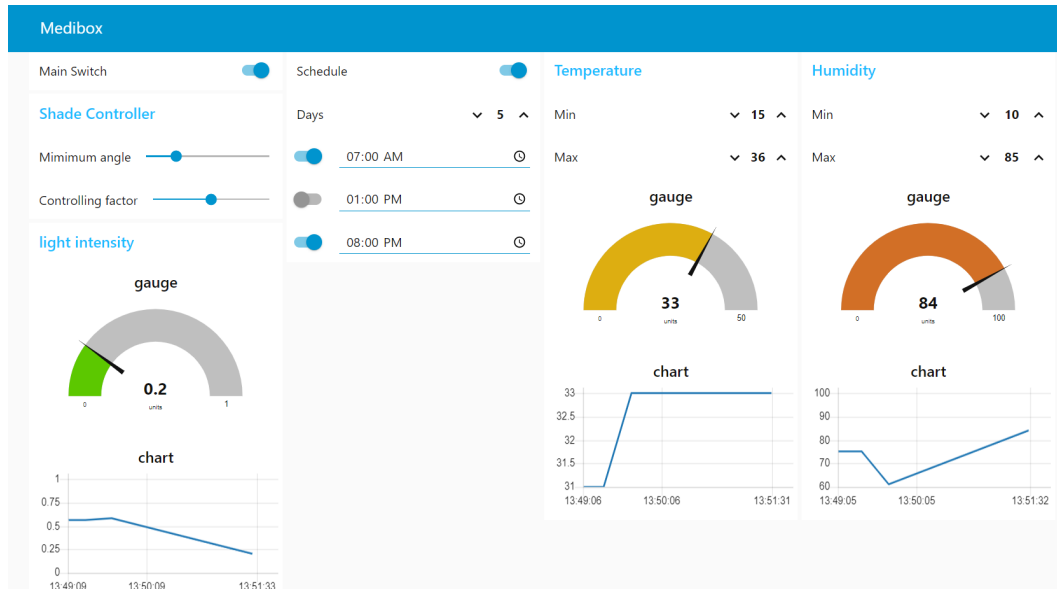 Medibox
Main Switch
Shade Controller
Mimimum angle
Controlling factor
light intensity
gauge
0.2
units
0
1
chart
1
0.75
0.5
0.25
0
13:49:09 13:50:09 13:51:33
Schedule
Days 5
07:00 AM
01:00 PM
08:00 PM
Temperature
Min 15
Max 36
gauge
33
units
0
50
chart
33
32.5
32
31.5
31
13:49:06 13:50:06 13:51:31
Humidity
Min 10
Max 85
gauge
84
units
0
100
chart
100
90
80
70
60
13:49:05 13:50:05 13:51:32